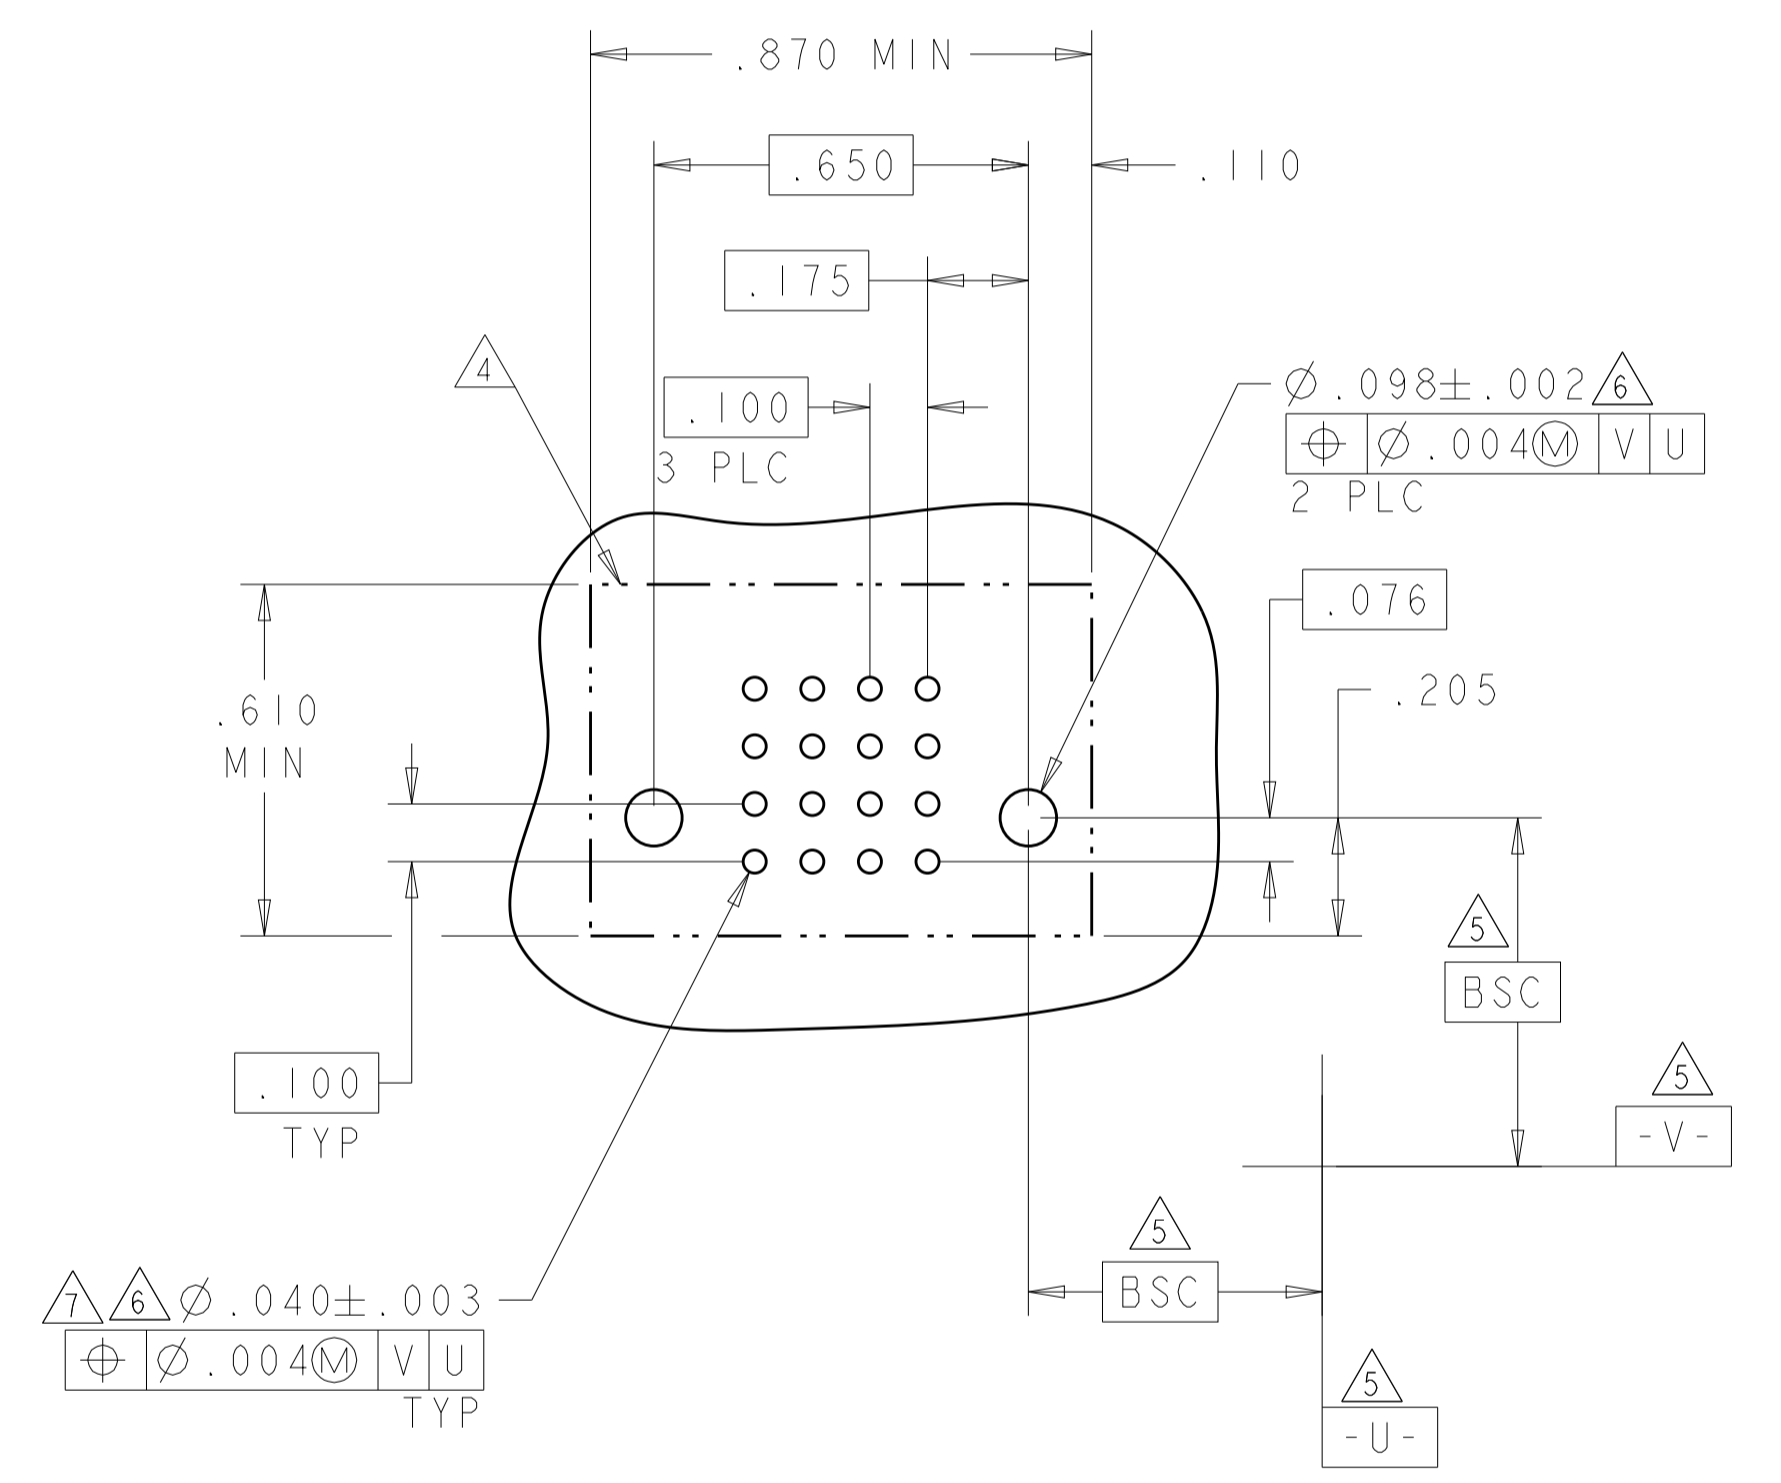 .870 MIN
.650
.110
.175
4
.100
3 PLC
⌀.098±.002 6
⌖ ⌀.004Ⓜ V U
2 PLC
.076
.205
.610
MIN
5
BSC
.100
TYP
5
-V-
5
BSC
7 6 ⌀.040±.003
⌖ ⌀.004Ⓜ V U
TYP
5
-U-